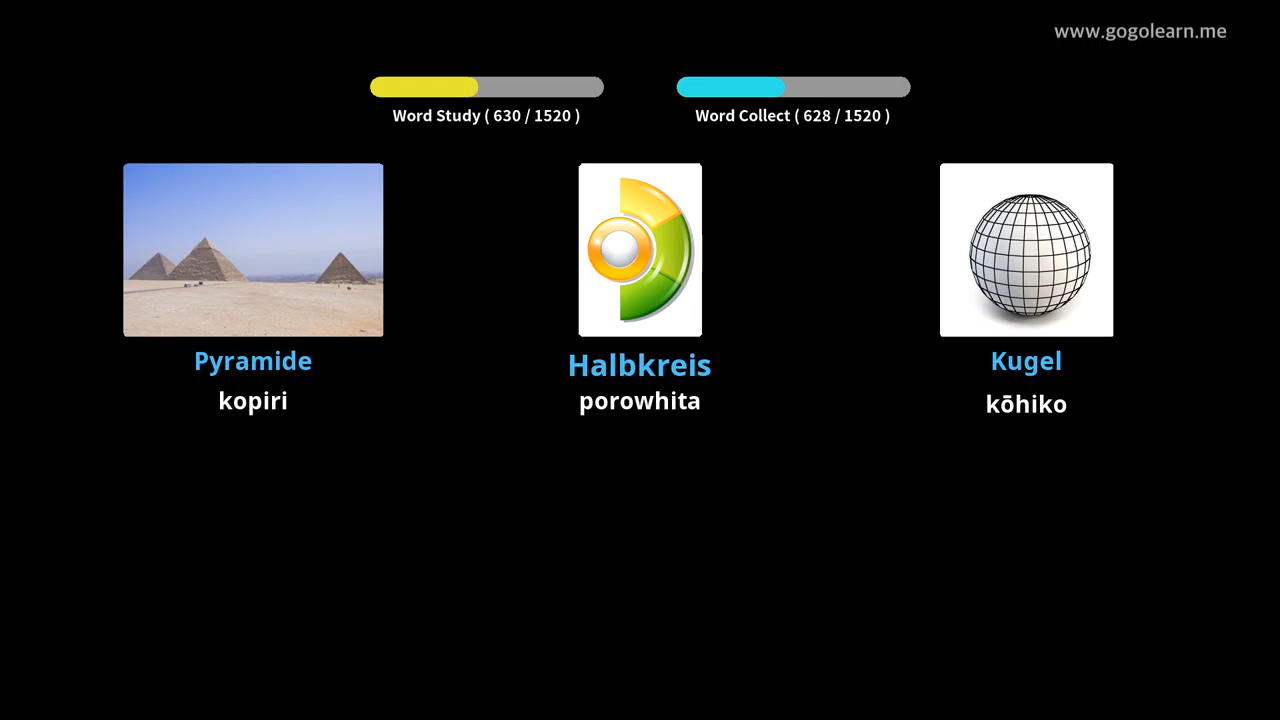 www.gogolearn.me
Word Study ( 630 / 1520 )
Word Collect ( 628 / 1520 )
Pyramide
kopiri
Halbkreis
porowhita
Kugel
kōhiko